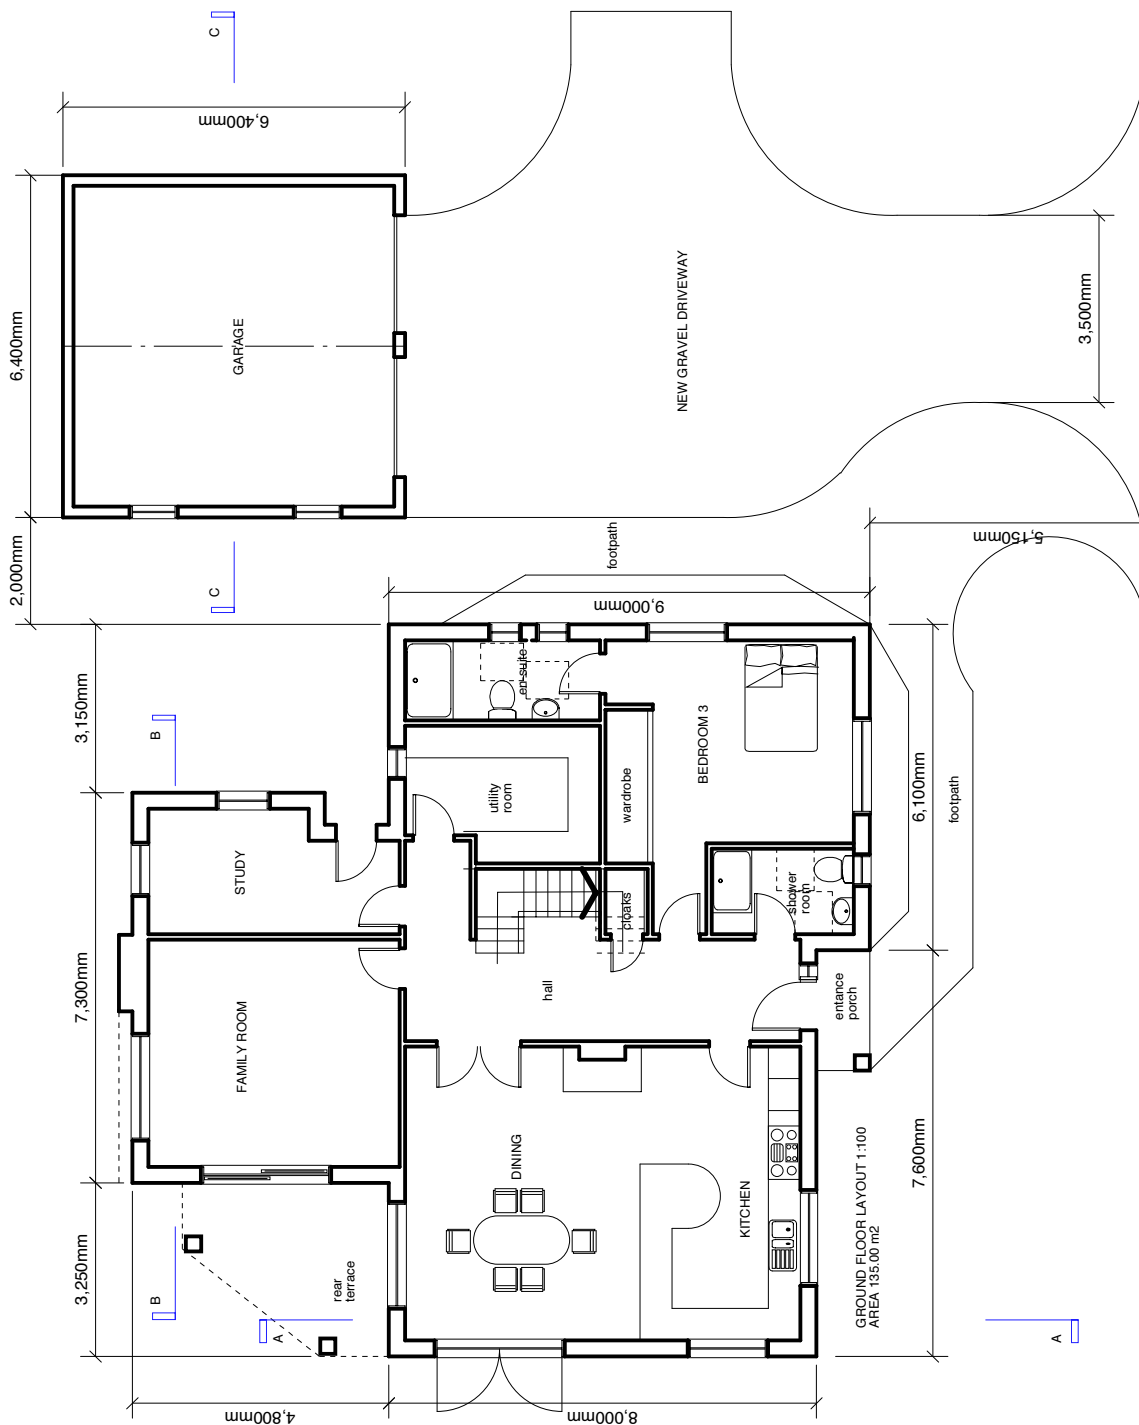 C
6,400mm
6,400mm
GARAGE
NEW GRAVEL DRIVEWAY
3,500mm
2,000mm
C
footpath
5,150mm
9,000mm
3,150mm
B
en-suite
BEDROOM 3
utility
room
wardrobe
6,100mm
footpath
STUDY
cloaks
shower
room
7,300mm
FAMILY ROOM
hall
entance
porch
DINING
KITCHEN
GROUND FLOOR LAYOUT 1:100
AREA 135.00 m2
7,600mm
3,250mm
B
rear
terrace
A
A
4,800mm
8,000mm